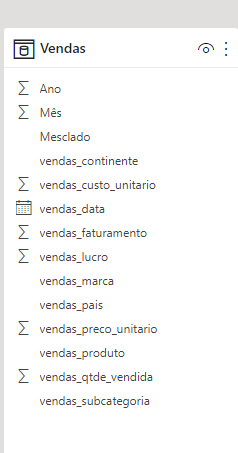 Vendas
Ano
Mês
Mesclado
vendas_continente
vendas_custo_unitario
vendas_data
vendas_faturamento
vendas_lucro
vendas_marca
vendas_pais
vendas_preco_unitario
vendas_produto
vendas_qtde_vendida
vendas_subcategoria